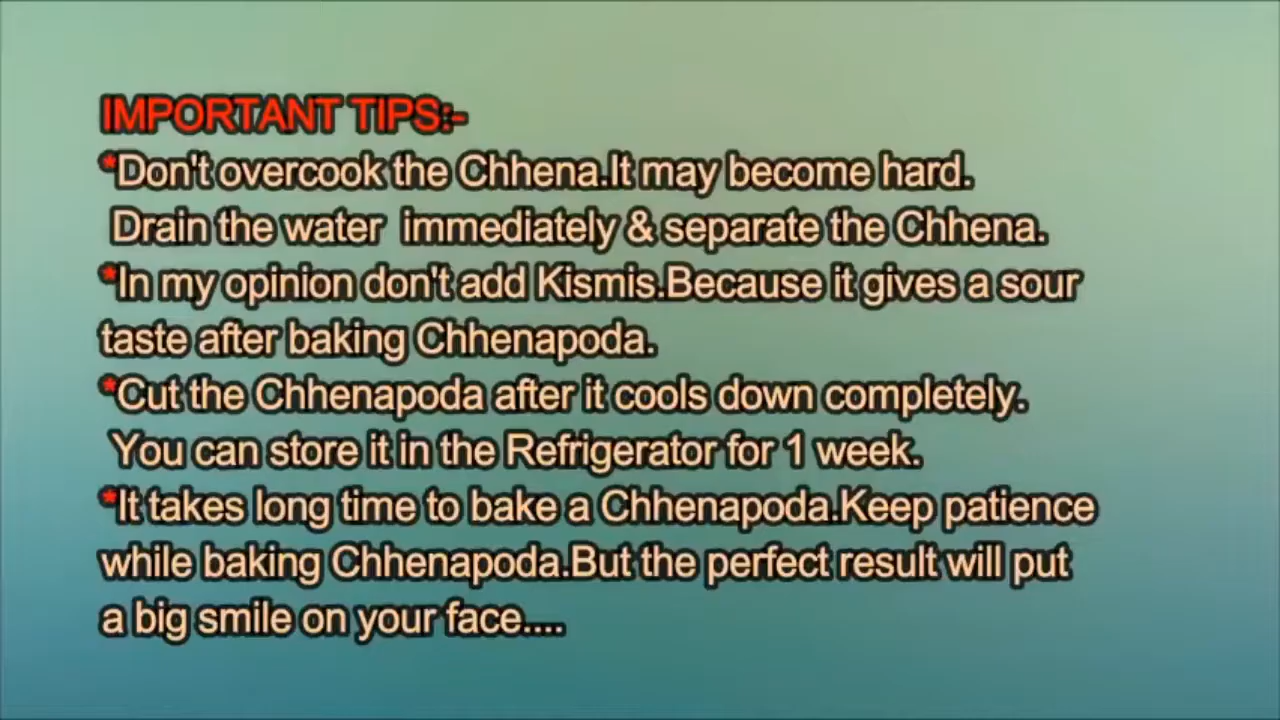 IMPORTANT TIPS:-
*Don't overcook the Chhena.It may become hard.
Drain the water  immediately & separate the Chhena.
*In my opinion don't add Kismis.Because it gives a sour
taste after baking Chhenapoda.
*Cut the Chhenapoda after it cools down completely.
You can store it in the Refrigerator for 1 week.
*It takes long time to bake a Chhenapoda.Keep patience
while baking Chhenapoda.But the perfect result will put
a big smile on your face....